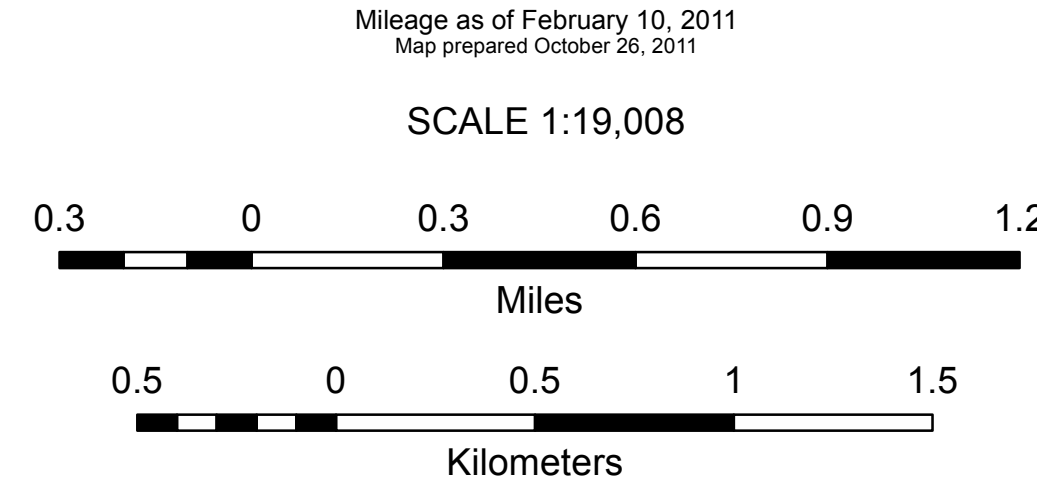 Mileage as of February 10, 2011
Map prepared October 26, 2011
SCALE 1:19,008
0.3 0 0.3 0.6 0.9 1.2
Miles
0.5 0 0.5 1 1.5
Kilometers